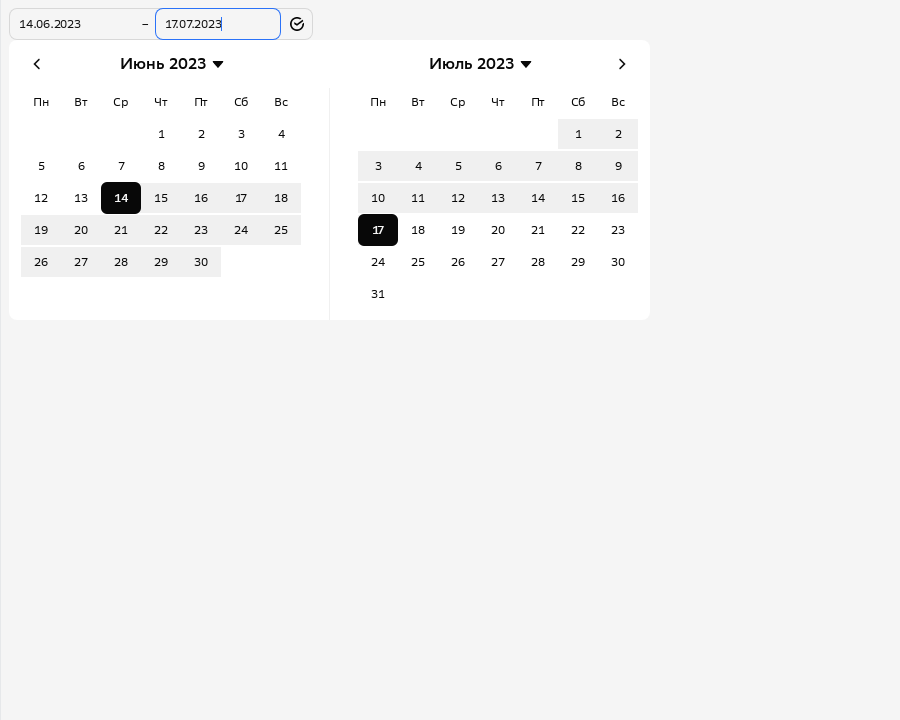 14.06.2023 – 17.07.2023
Июнь 2023
Пн Вт Ср Чт Пт Сб Вс
1 2 3 4
5 6 7 8 9 10 11
12 13 14 15 16 17 18
19 20 21 22 23 24 25
26 27 28 29 30
Июль 2023
Пн Вт Ср Чт Пт Сб Вс
1 2
3 4 5 6 7 8 9
10 11 12 13 14 15 16
17 18 19 20 21 22 23
24 25 26 27 28 29 30
31